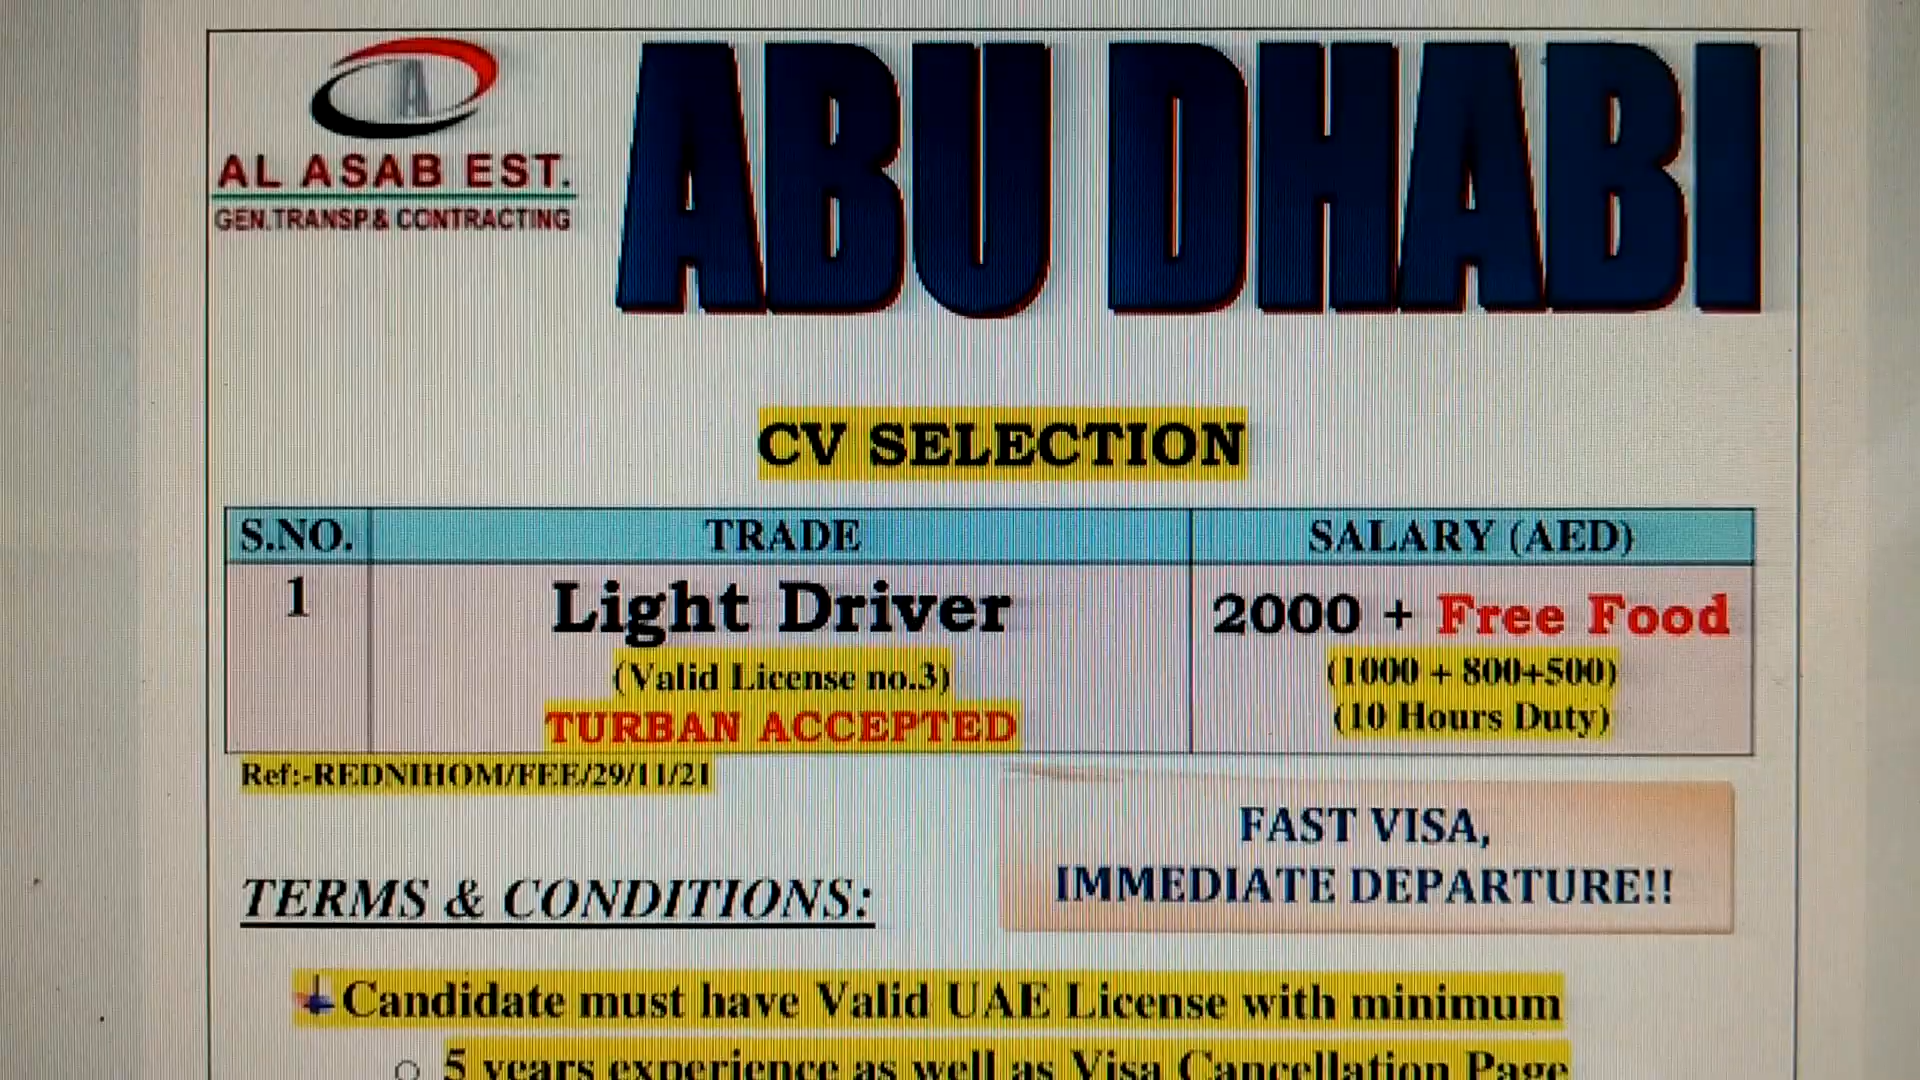 AL ASAB EST.
GEN.TRANSP.& CONTRACTING
ABU DHABI
CV SELECTION
S.NO. TRADE SALARY (AED)
1 Light Driver 2000 + Free Food
(Valid License no.3) (1000 + 800+500)
TURBAN ACCEPTED (10 Hours Duty)
Ref:-REDNIHOM/FEE/29/11/21
FAST VISA,
IMMEDIATE DEPARTURE!!
TERMS & CONDITIONS:
Candidate must have Valid UAE License with minimum
5 years experience as well as Visa Cancellation Page